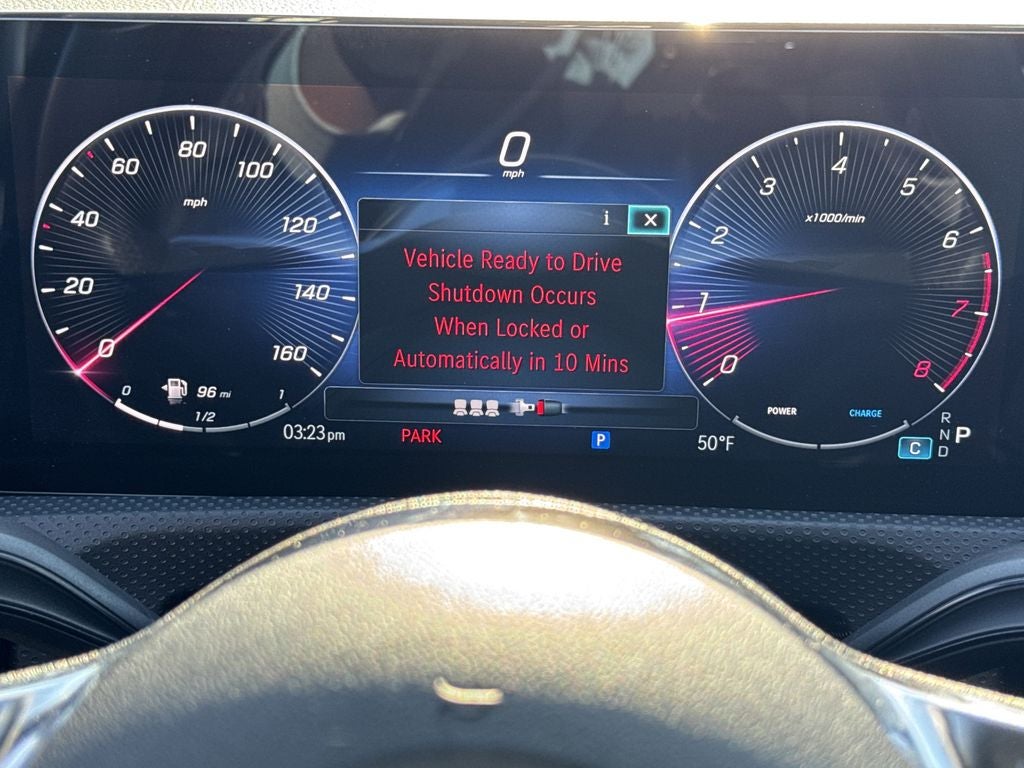 0
mph
i ×
Vehicle Ready to Drive
Shutdown Occurs
When Locked or
Automatically in 10 Mins
0
20
40
60
80
100
120
140
160
mph
0
1/2
1
96 mi
03:23 pm
PARK
P
50°F
0
1
2
3
4
5
6
7
8
x1000/min
POWER
CHARGE
C
R
N P
D